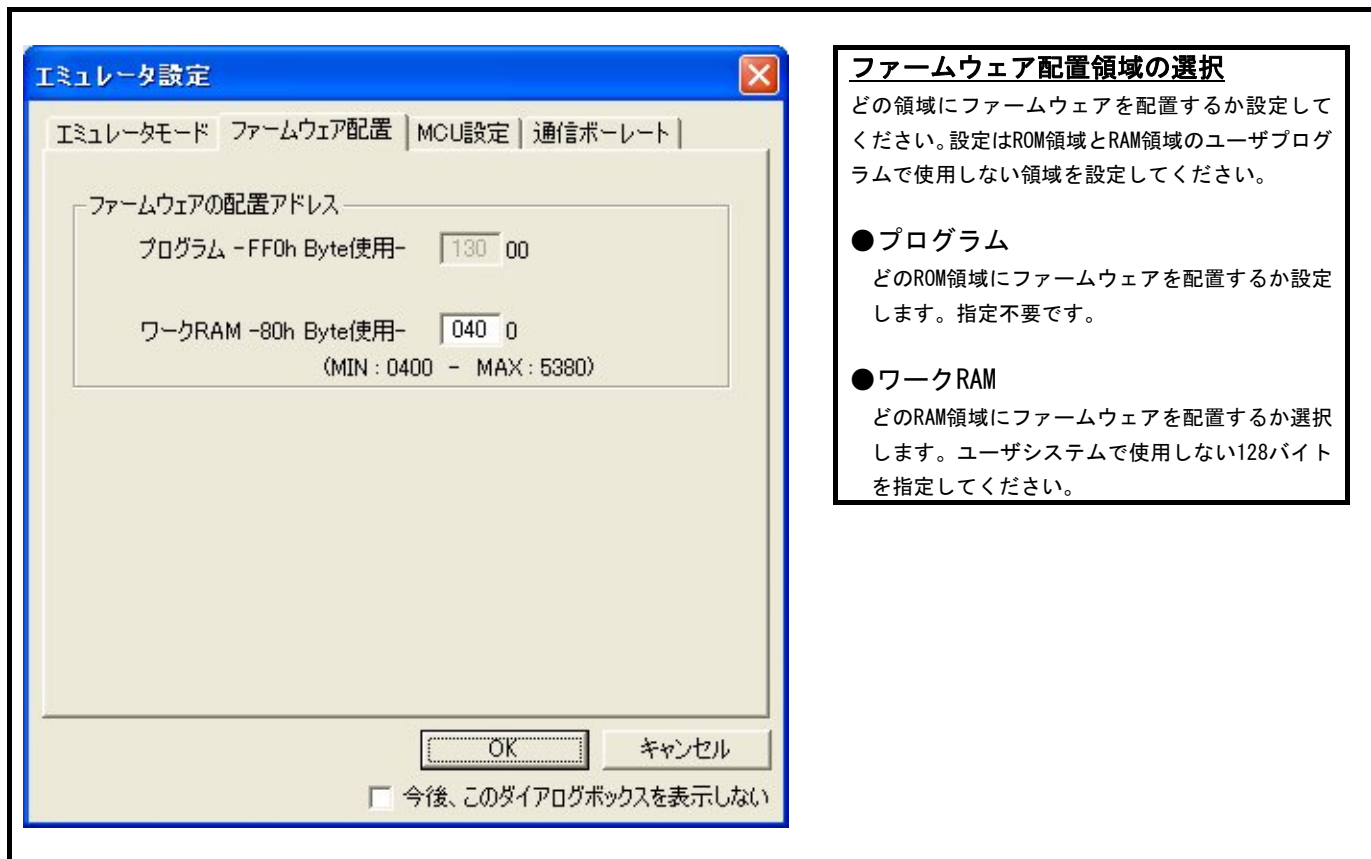 エミュレータ設定
エミュレータモード
ファームウェア配置
MCU設定
通信ボーレート
ファームウェアの配置アドレス
プログラム -FF0h Byte使用- 130 00
ワークRAM -80h Byte使用- 040 0
(MIN : 0400 - MAX : 5380)
OK
キャンセル
今後、このダイアログボックスを表示しない
ファームウェア配置領域の選択
どの領域にファームウェアを配置するか設定して
ください。設定はROM領域とRAM領域のユーザプログ
ラムで使用しない領域を設定してください。
●プログラム
どのROM領域にファームウェアを配置するか設定
します。指定不要です。
●ワークRAM
どのRAM領域にファームウェアを配置するか選択
します。ユーザシステムで使用しない128バイト
を指定してください。